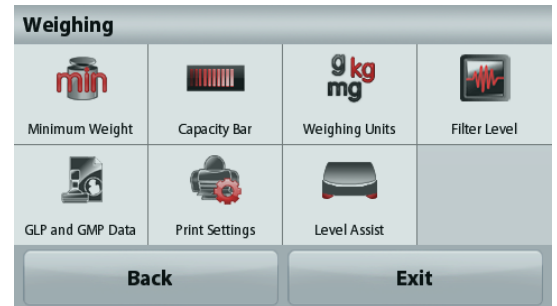 Weighing
min
g kg
mg
Minimum Weight
Capacity Bar
Weighing Units
Filter Level
GLP and GMP Data
Print Settings
Level Assist
Back
Exit